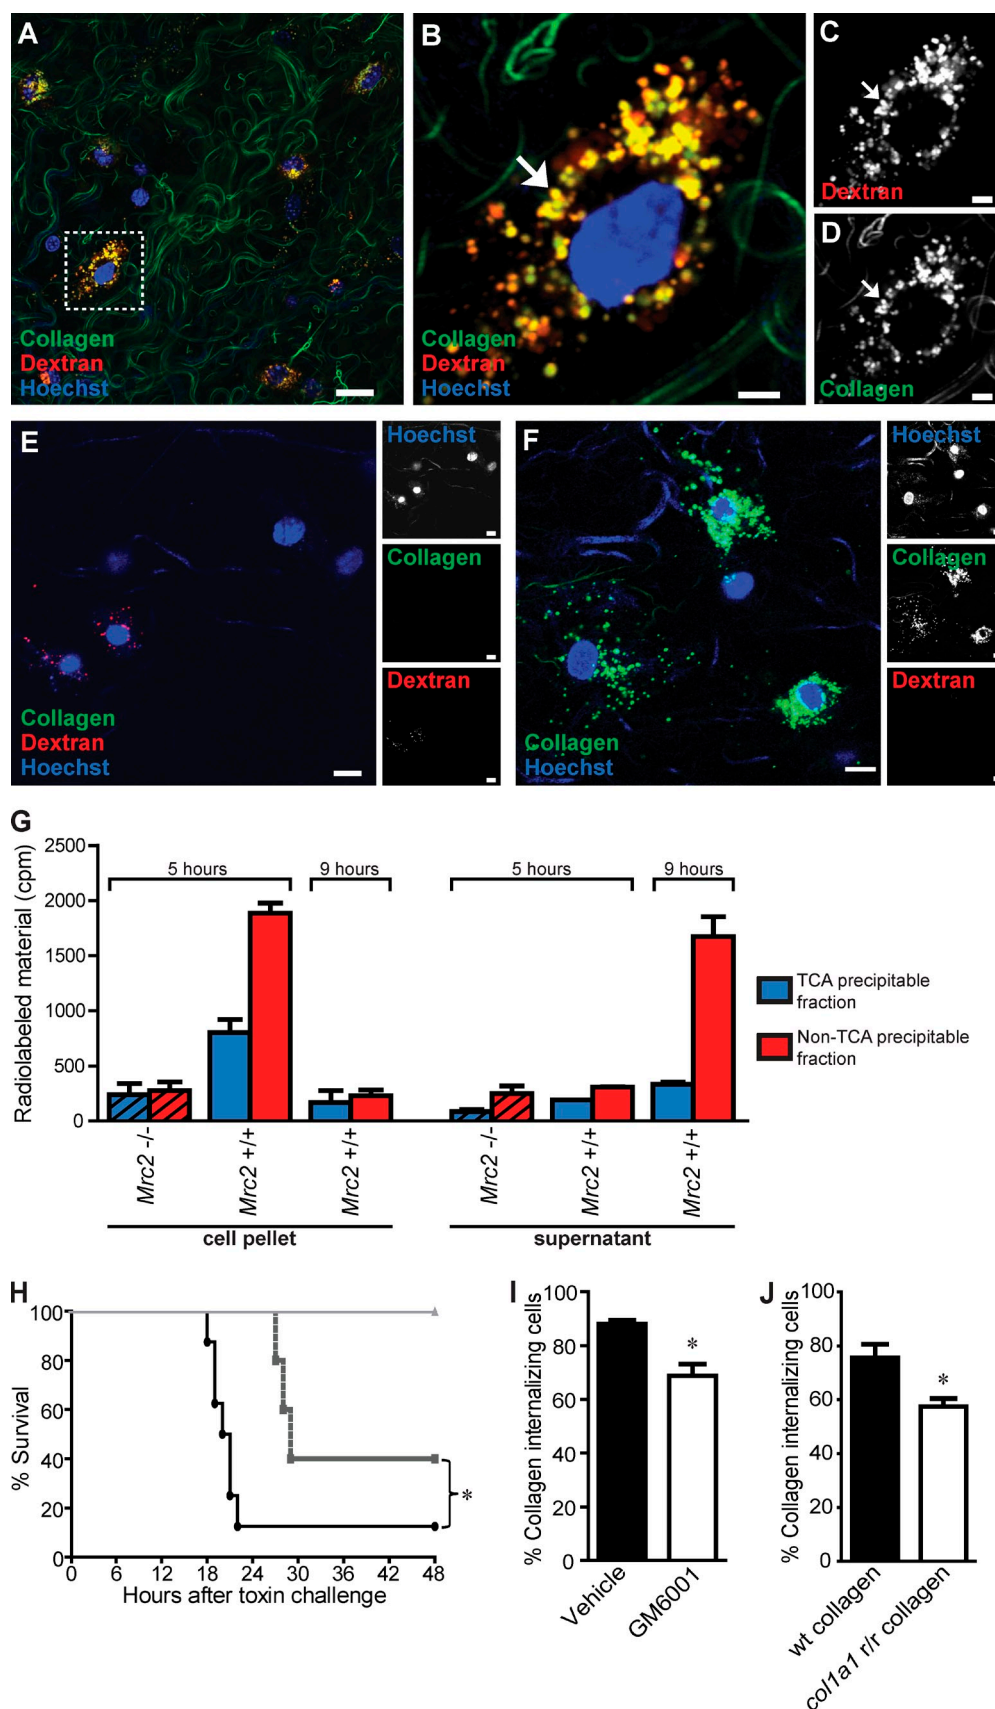 A
Collagen
Dextran
Hoechst
B
Collagen
Dextran
Hoechst
C
Dextran
D
Collagen
E
Collagen
Dextran
Hoechst
Hoechst
Collagen
Dextran
F
Collagen
Hoechst
Hoechst
Collagen
Dextran
G
Radiolabeled material (cpm)
2500
2000
1500
1000
500
0
5 hours
9 hours
5 hours
9 hours
TCA precipitable
fraction
Non-TCA precipitable
fraction
Mrc2 -/-
Mrc2 +/+
Mrc2 +/+
Mrc2 -/-
Mrc2 +/+
Mrc2 +/+
cell pellet
supernatant
H
% Survival
100
80
60
40
20
0
0 6 12 18 24 30 36 42 48
Hours after toxin challenge
*
I
% Collagen internalizing cells
100
80
60
40
20
0
*
Vehicle
GM6001
J
% Collagen internalizing cells
100
80
60
40
20
0
*
wt collagen
col1a1 r/r collagen